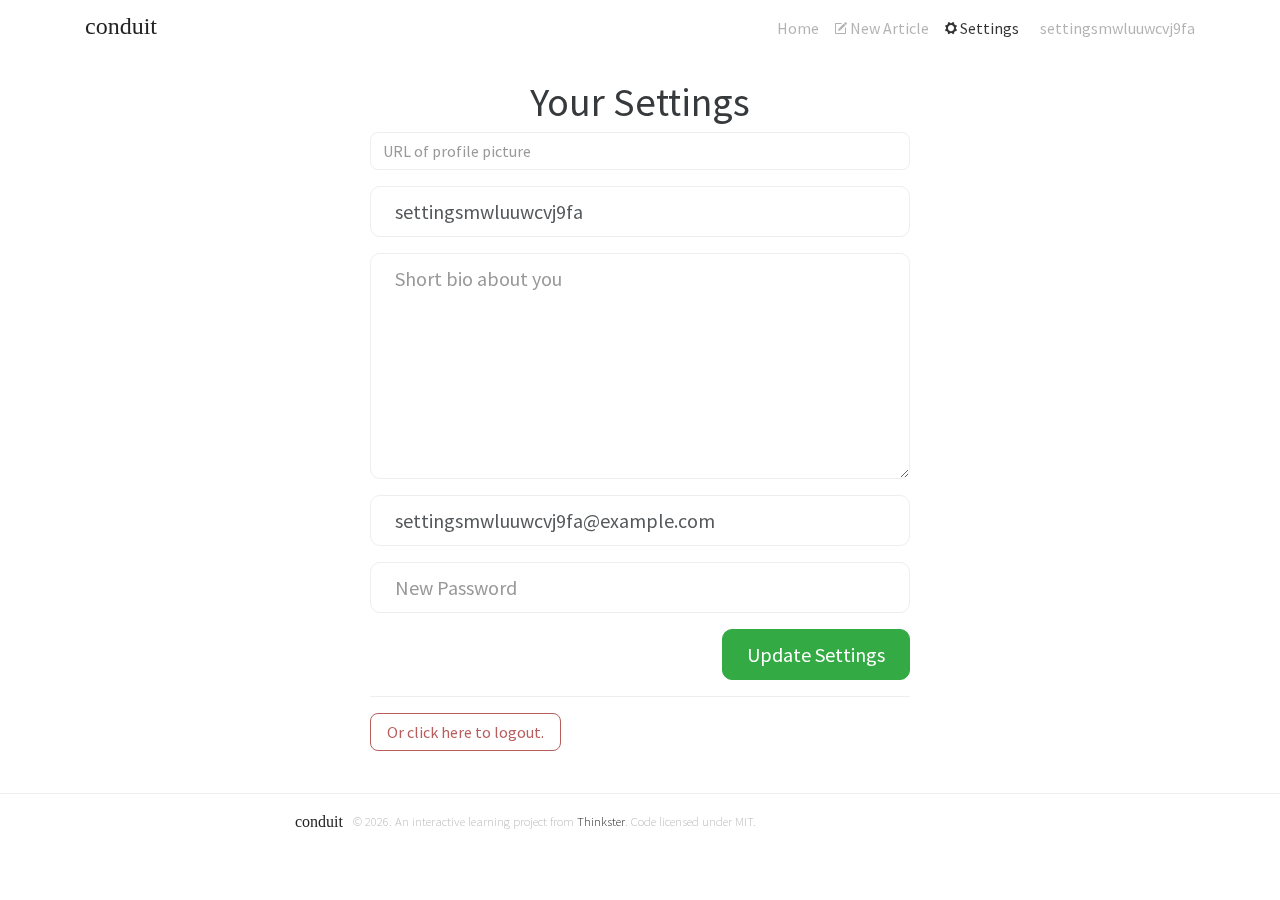 conduit
Home
New Article
Settings
settingsmwluuwcvj9fa
Your Settings
URL of profile picture
settingsmwluuwcvj9fa
Short bio about you
settingsmwluuwcvj9fa@example.com
New Password
Update Settings
Or click here to logout.
conduit © 2026. An interactive learning project from Thinkster. Code licensed under MIT.